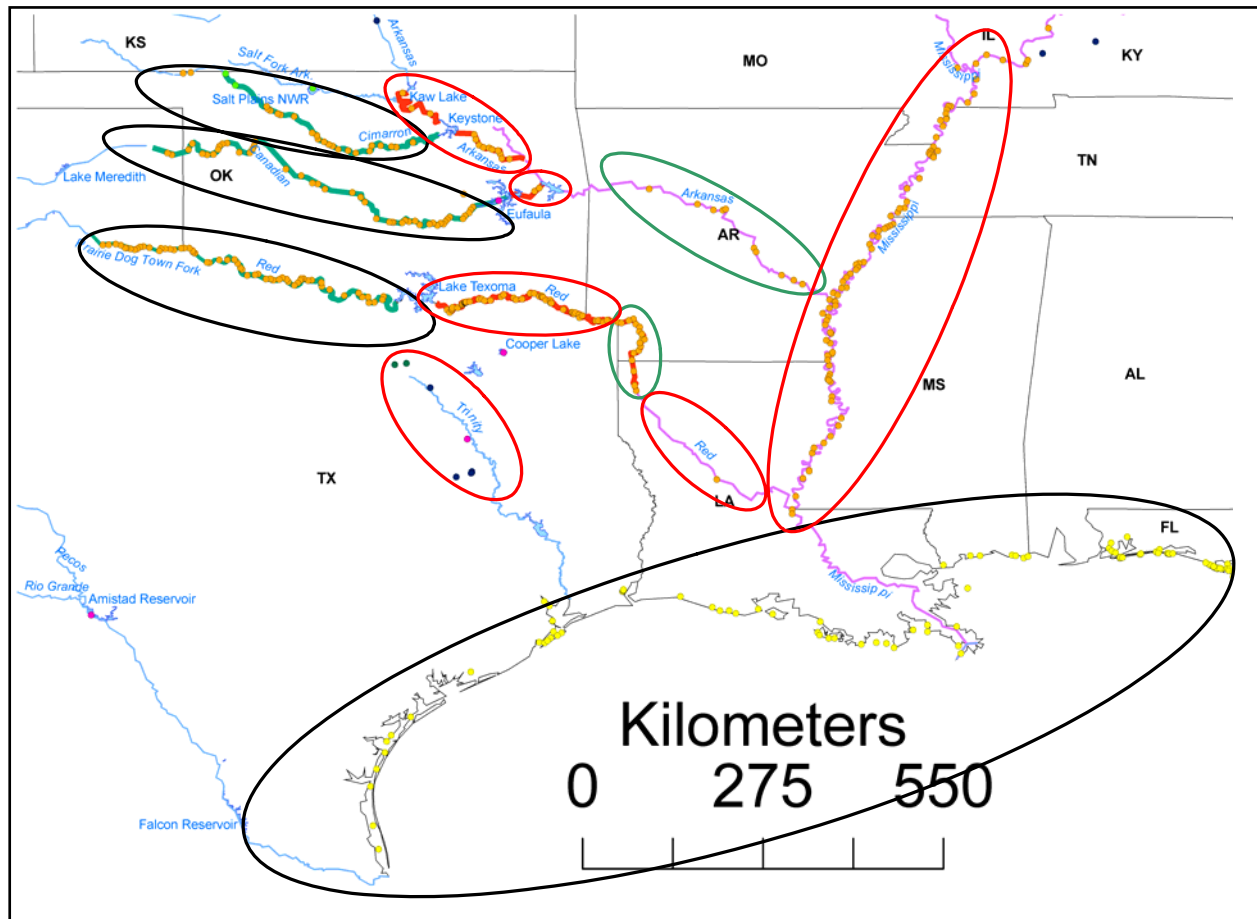 KS
Arkansas
MO
IL
Mississippi
KY
Salt Fork Ark.
Salt Plains NWR
Kaw Lake
Keystone
Cimarron
Arkansas
TN
Lake Meredith
OK
Canadian
Eufaula
Arkansas
AR
Mississippi
Prairie Dog Town Fork
Red
Lake Texoma
Red
Cooper Lake
MS
AL
Trinity
Red
TX
LA
FL
Pecos
Rio Grande
Amistad Reservoir
Mississippi
Kilometers
0 275 550
Falcon Reservoir